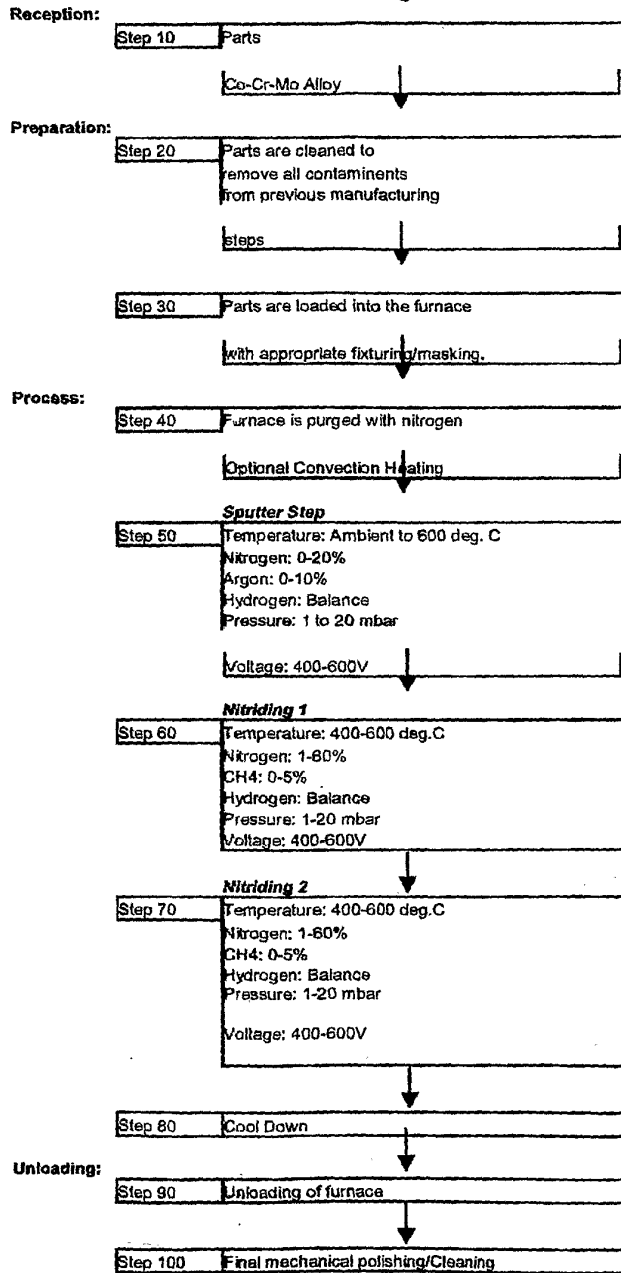 Reception:
Step 10 Parts
Co-Cr-Mo Alloy
Preparation:
Step 20 Parts are cleaned to
remove all contaminents
from previous manufacturing
steps
Step 30 Parts are loaded into the furnace
with appropriate fixturing/masking.
Process:
Step 40 Furnace is purged with nitrogen
Optional Convection Heating
Sputter Step
Step 50 Temperature: Ambient to 600 deg. C
Nitrogen: 0-20%
Argon: 0-10%
Hydrogen: Balance
Pressure: 1 to 20 mbar
Voltage: 400-600V
Nitriding 1
Step 60 Temperature: 400-600 deg.C
Nitrogen: 1-60%
CH4: 0-5%
Hydrogen: Balance
Pressure: 1-20 mbar
Voltage: 400-600V
Nitriding 2
Step 70 Temperature: 400-600 deg.C
Nitrogen: 1-60%
CH4: 0-5%
Hydrogen: Balance
Pressure: 1-20 mbar
Voltage: 400-600V
Step 80 Cool Down
Unloading:
Step 90 Unloading of furnace
Step 100 Final mechanical polishing/Cleaning